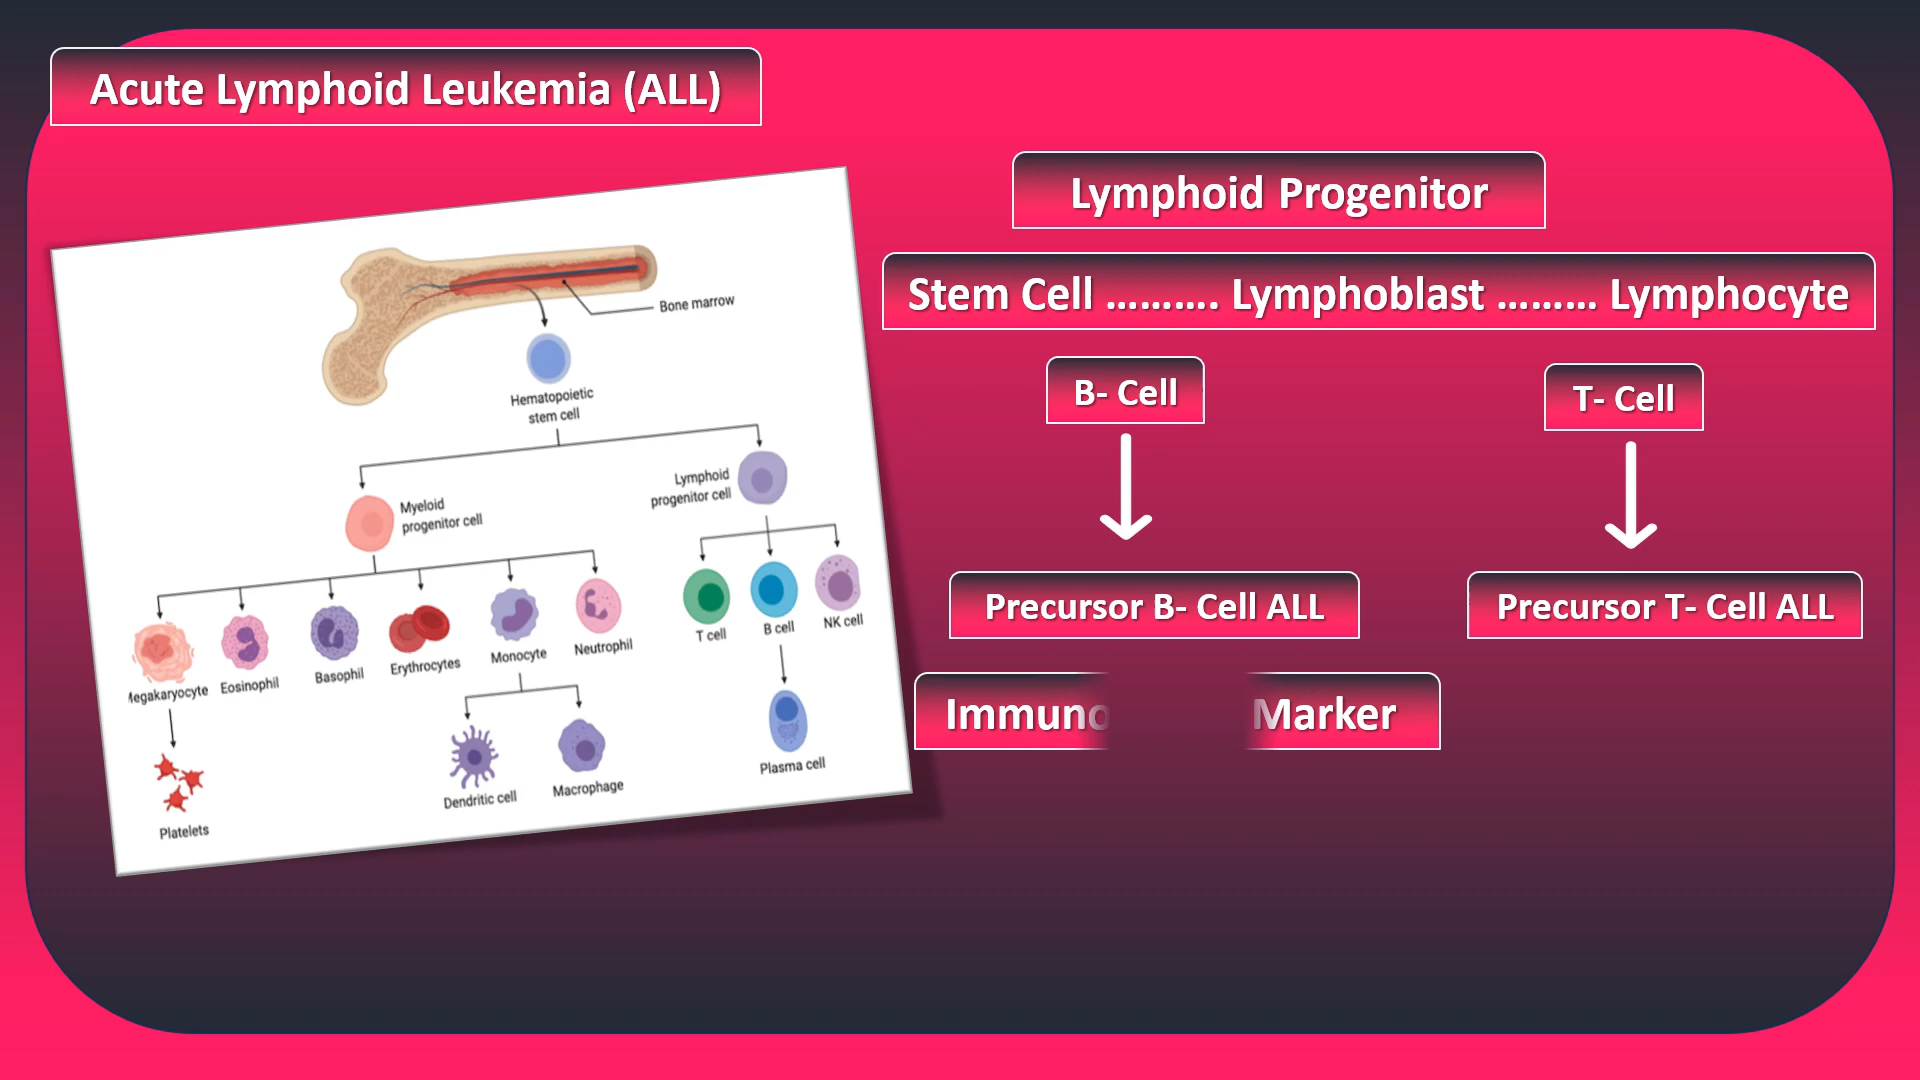 Acute Lymphoid Leukemia (ALL)
Lymphoid Progenitor
Stem Cell .......... Lymphoblast ......... Lymphocyte
B- Cell
T- Cell
Precursor B- Cell ALL
Precursor T- Cell ALL
Marker
Bone marrow
Hematopoietic
stem cell
Myeloid
progenitor cell
Lymphoid
progenitor cell
Eosinophil
Basophil
Erythrocytes
Monocyte
Neutrophil
T cell
B cell
NK cell
Platelets
Dendritic cell
Macrophage
Plasma cell